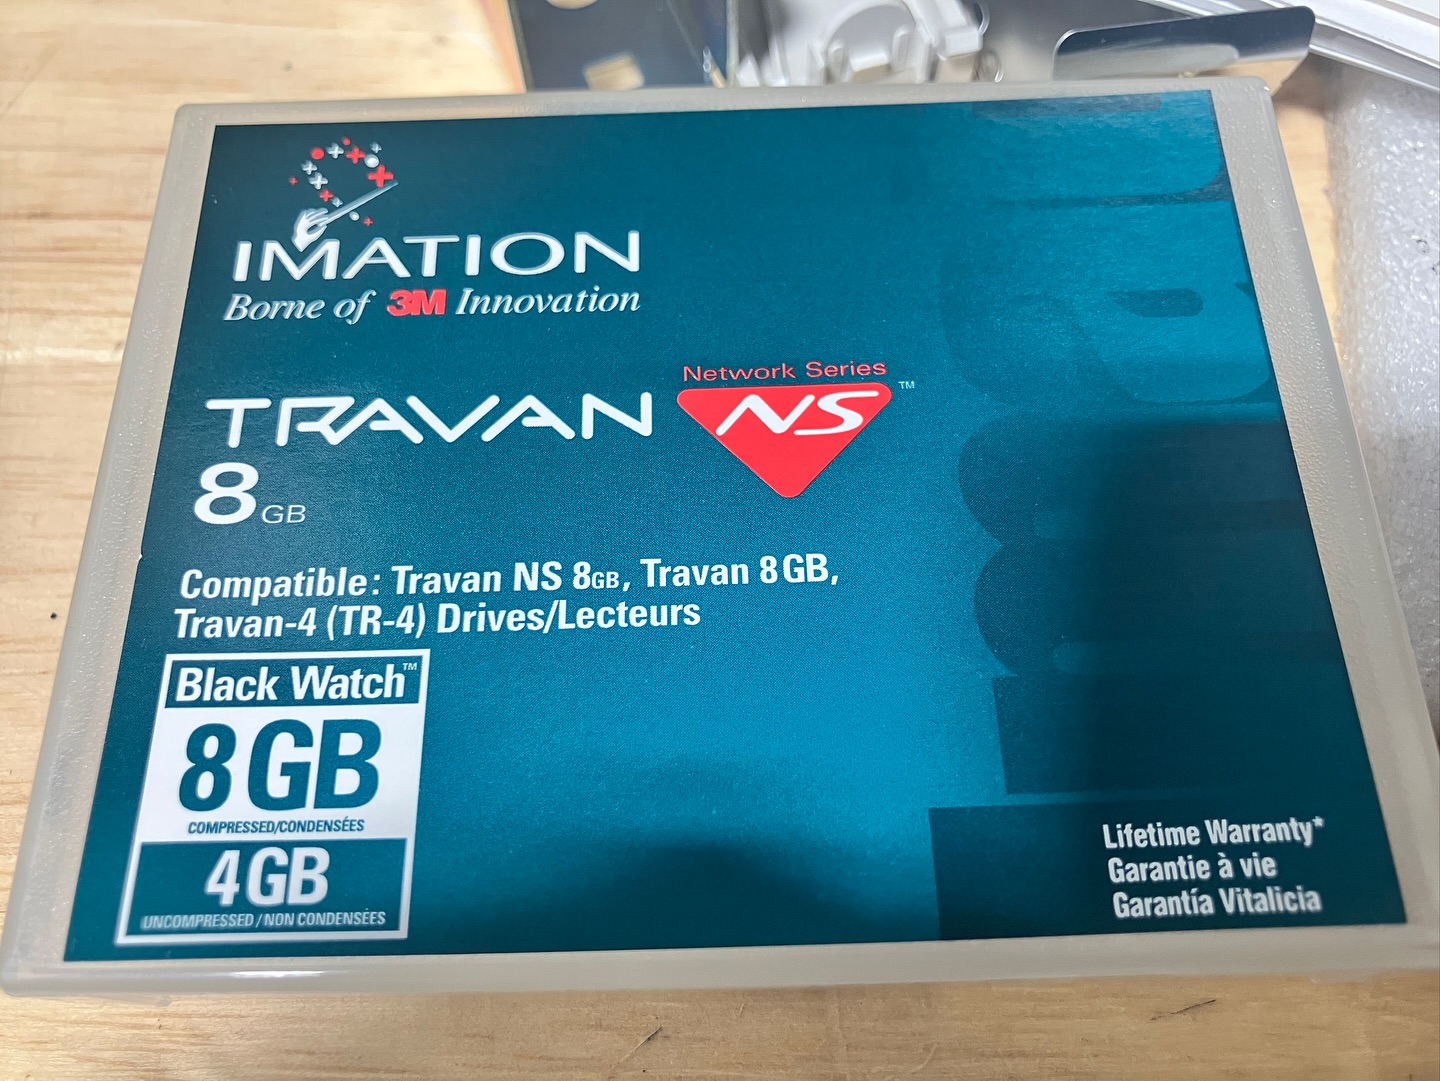 IMATION
Borne of 3M Innovation
Network Series
TRAVAN NS™
8GB
Compatible: Travan NS 8GB, Travan 8GB,
Travan-4 (TR-4) Drives/Lecteurs
Black Watch™
8GB
COMPRESSED/CONDENSÉES
4GB
UNCOMPRESSED/NON CONDENSÉES
Lifetime Warranty*
Garantie à vie
Garantía Vitalicia